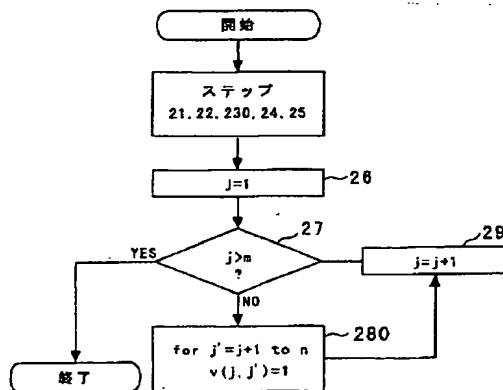 開始
ステップ
21, 22, 230, 24, 25
j=1
26
27
29
YES
j>m
?
j=j+1
NO
280
for j'=j+1 to n
v(j, j')=1
終了